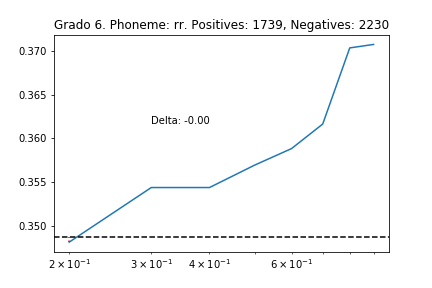 Grado 6. Phoneme: rr. Positives: 1739, Negatives: 2230
0.370
0.365
Delta: -0.00
0.360
0.355
0.350
2 × 10⁻¹ 3 × 10⁻¹ 4 × 10⁻¹ 6 × 10⁻¹